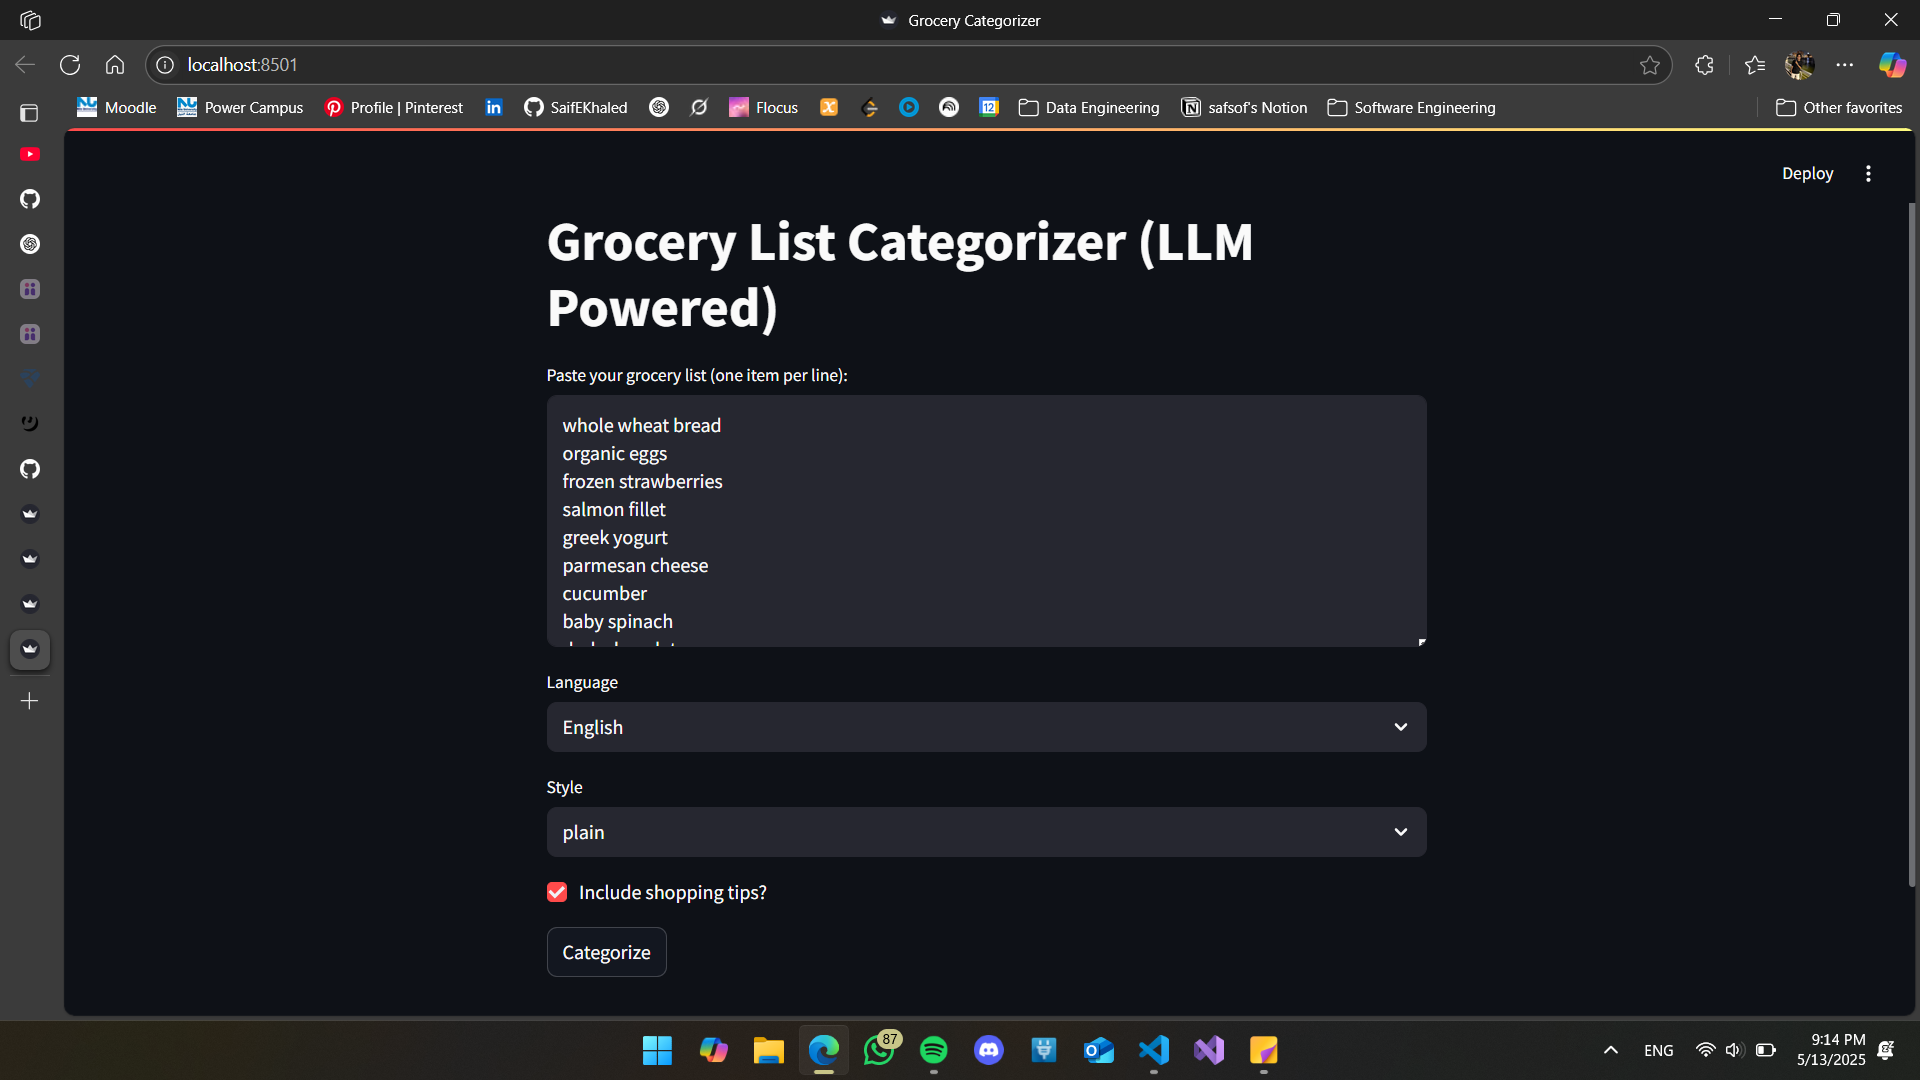 Grocery Categorizer
localhost:8501
Moodle
Power Campus
Profile | Pinterest
SaifEKhaled
Flocus
12
Data Engineering
safsof's Notion
Software Engineering
Other favorites
Deploy
Grocery List Categorizer (LLM
Powered)
Paste your grocery list (one item per line):
whole wheat bread
organic eggs
frozen strawberries
salmon fillet
greek yogurt
parmesan cheese
cucumber
baby spinach
Language
English
Style
plain
Include shopping tips?
Categorize
87
ENG
9:14 PM
5/13/2025